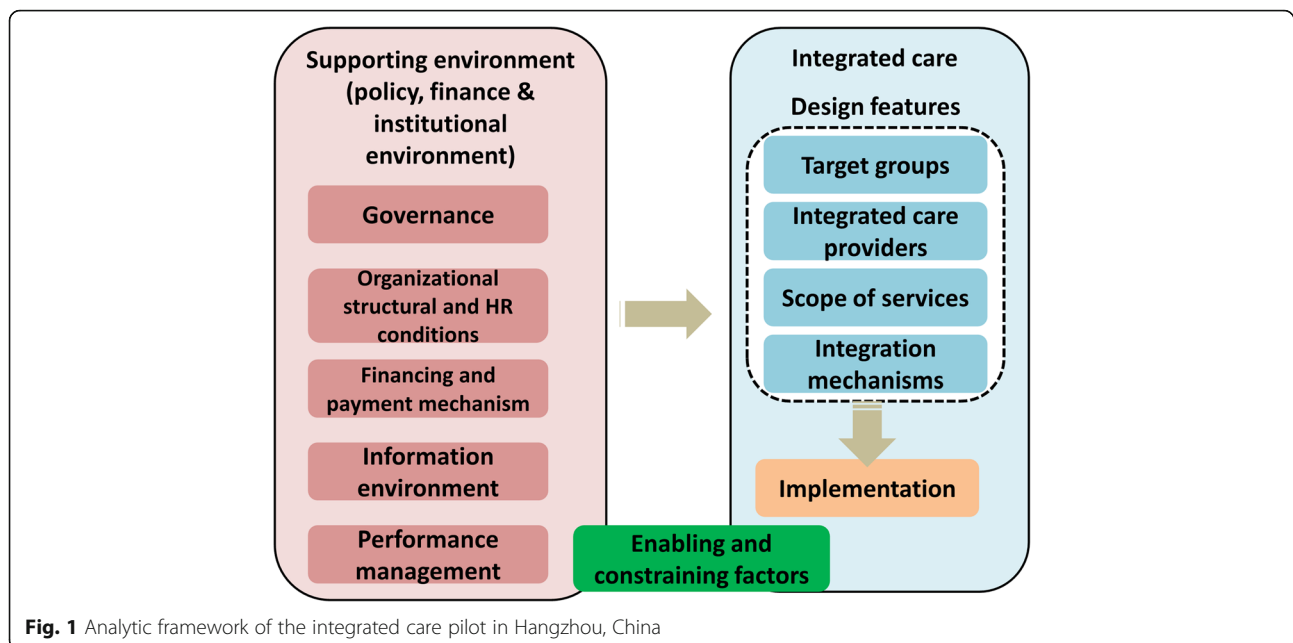 Supporting environment
(policy, finance &
institutional
environment)
Governance
Organizational
structural and HR
conditions
Financing and
payment mechanism
Information
environment
Performance
management
Integrated care
Design features
Target groups
Integrated care
providers
Scope of services
Integration
mechanisms
Implementation
Enabling and
constraining factors
Fig. 1 Analytic framework of the integrated care pilot in Hangzhou, China